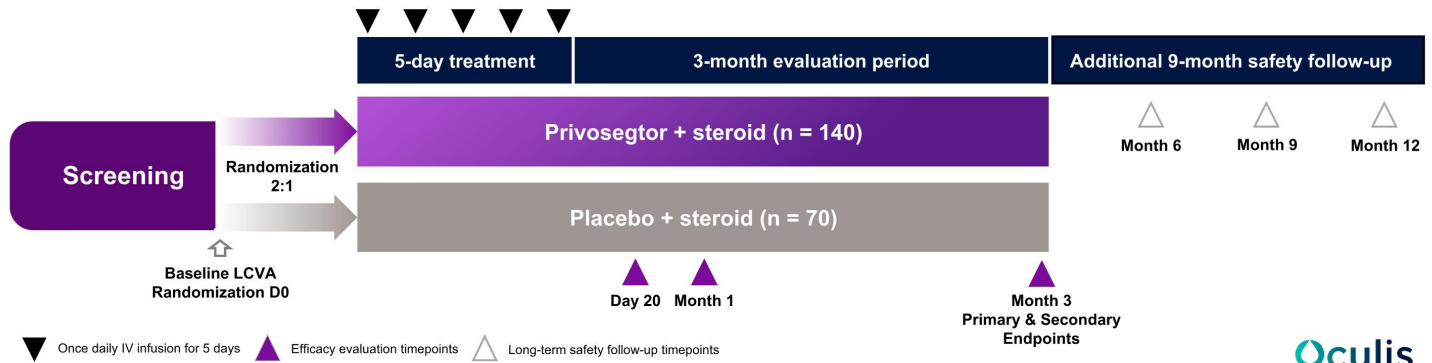 5-day treatment
3-month evaluation period
Additional 9-month safety follow-up
Screening
Randomization
2:1
Privosegtor + steroid (n = 140)
Placebo + steroid (n = 70)
Month 6
Month 9
Month 12
Baseline LCVA
Randomization D0
Day 20
Month 1
Month 3
Primary & Secondary
Endpoints
Once daily IV infusion for 5 days
Efficacy evaluation timepoints
Long-term safety follow-up timepoints
Oculis